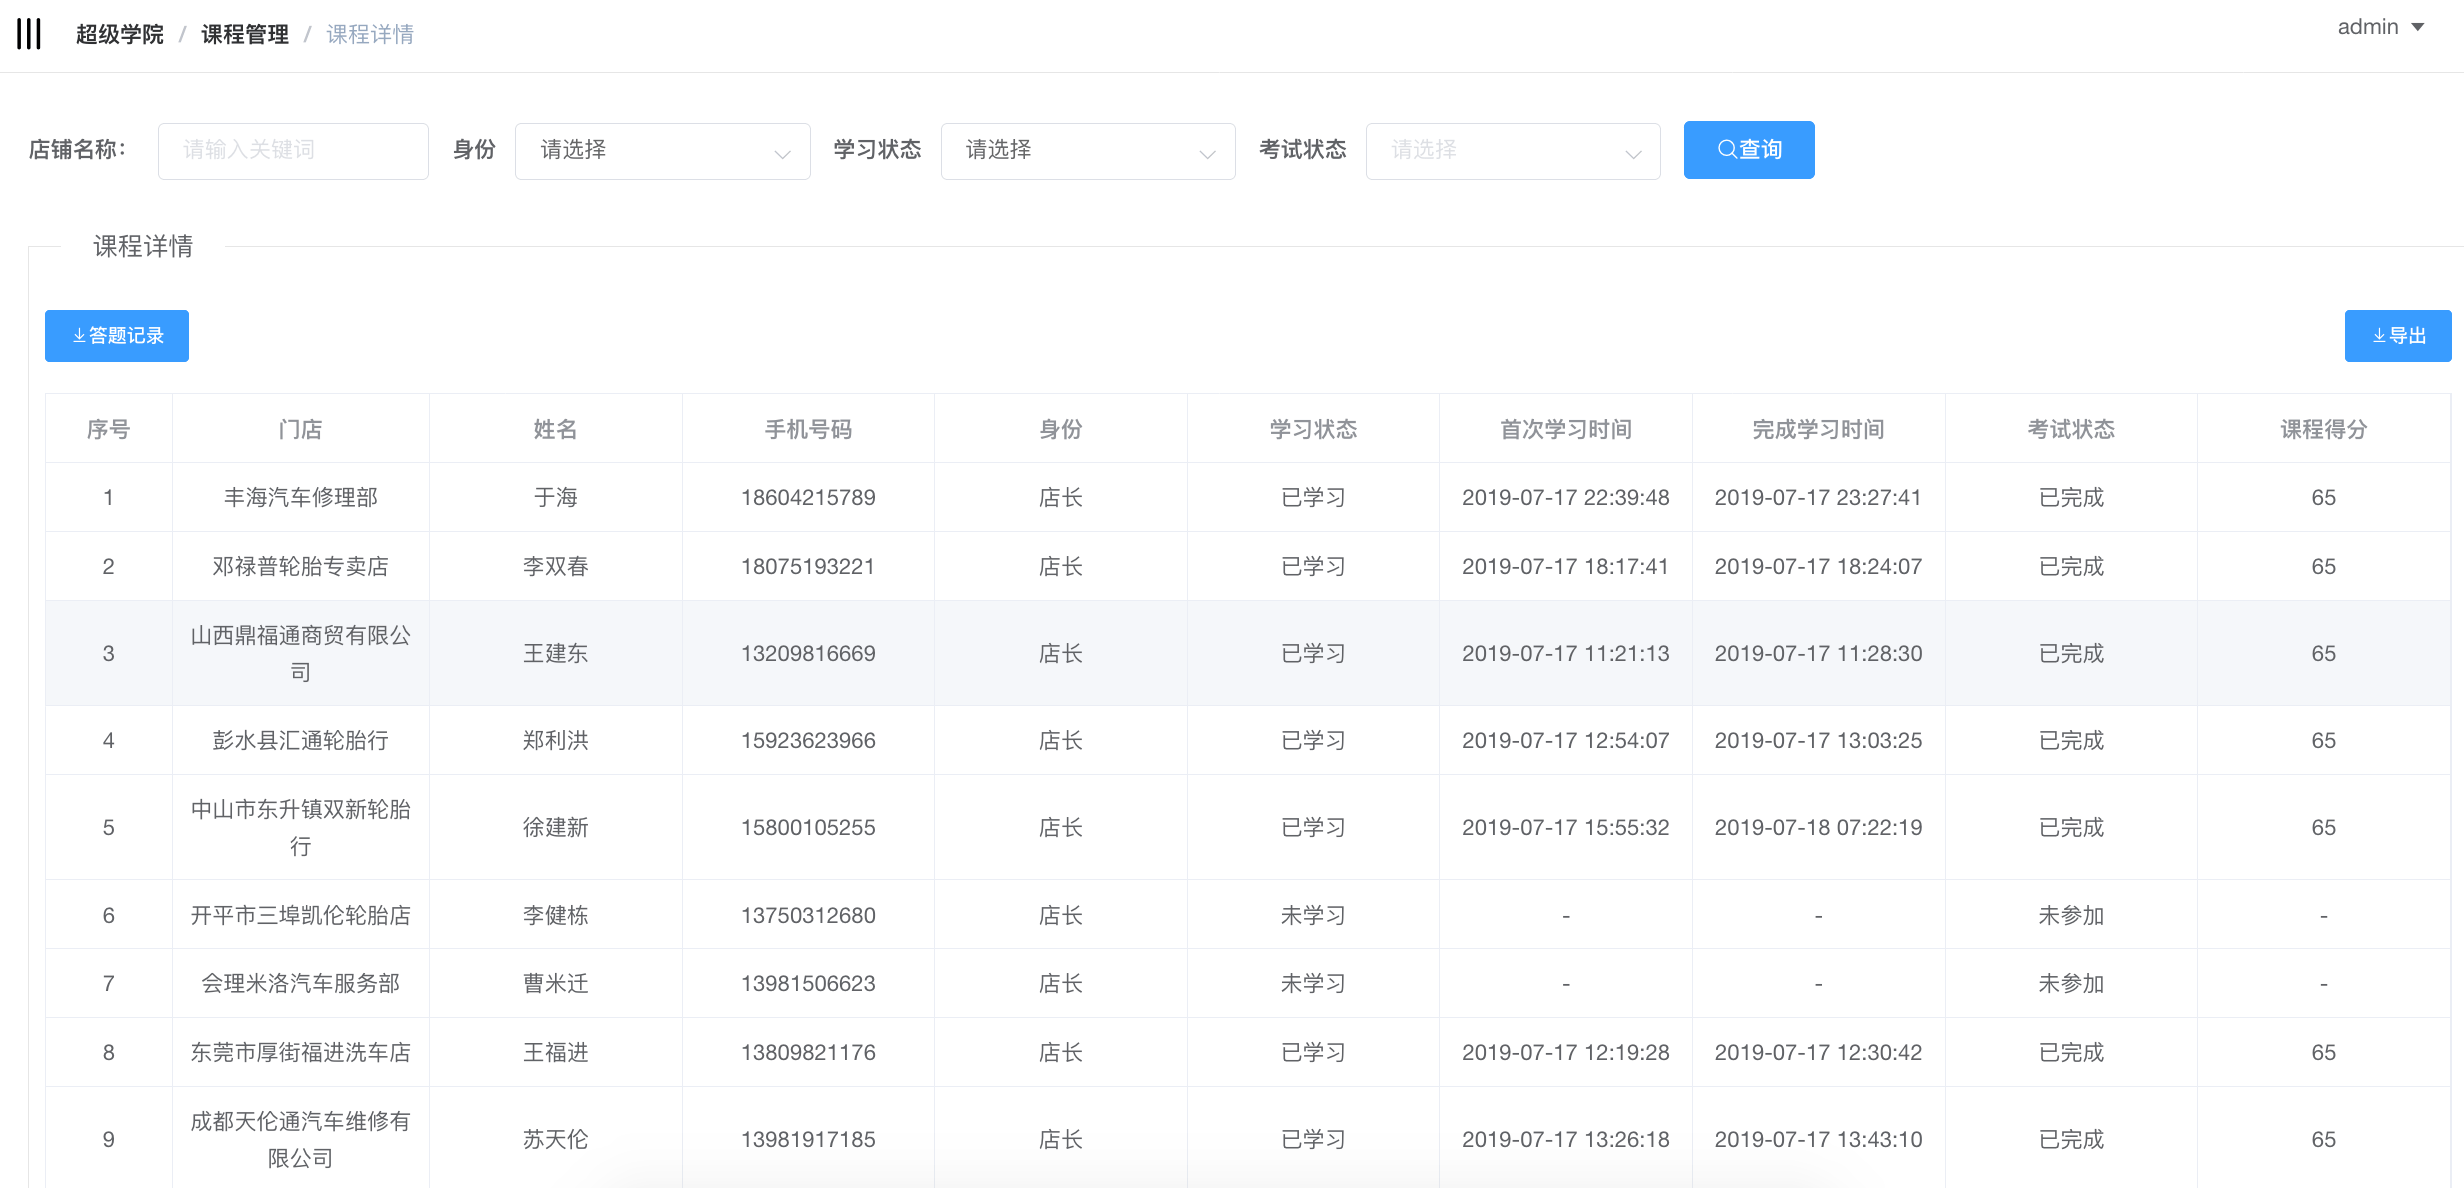 超级学院 / 课程管理 / 课程详情
admin
店铺名称： 请输入关键词 身份 请选择 学习状态 请选择 考试状态 请选择 查询
课程详情
答题记录 导出
序号 门店 姓名 手机号码 身份 学习状态 首次学习时间 完成学习时间 考试状态 课程得分
1 丰海汽车修理部 于海 18604215789 店长 已学习 2019-07-17 22:39:48 2019-07-17 23:27:41 已完成 65
2 邓禄普轮胎专卖店 李双春 18075193221 店长 已学习 2019-07-17 18:17:41 2019-07-17 18:24:07 已完成 65
3 山西鼎福通商贸有限公
司 王建东 13209816669 店长 已学习 2019-07-17 11:21:13 2019-07-17 11:28:30 已完成 65
4 彭水县汇通轮胎行 郑利洪 15923623966 店长 已学习 2019-07-17 12:54:07 2019-07-17 13:03:25 已完成 65
5 中山市东升镇双新轮胎
行 徐建新 15800105255 店长 已学习 2019-07-17 15:55:32 2019-07-18 07:22:19 已完成 65
6 开平市三埠凯伦轮胎店 李健栋 13750312680 店长 未学习 - - 未参加 -
7 会理米洛汽车服务部 曹米迁 13981506623 店长 未学习 - - 未参加 -
8 东莞市厚街福进洗车店 王福进 13809821176 店长 已学习 2019-07-17 12:19:28 2019-07-17 12:30:42 已完成 65
9 成都天伦通汽车维修有
限公司 苏天伦 13981917185 店长 已学习 2019-07-17 13:26:18 2019-07-17 13:43:10 已完成 65